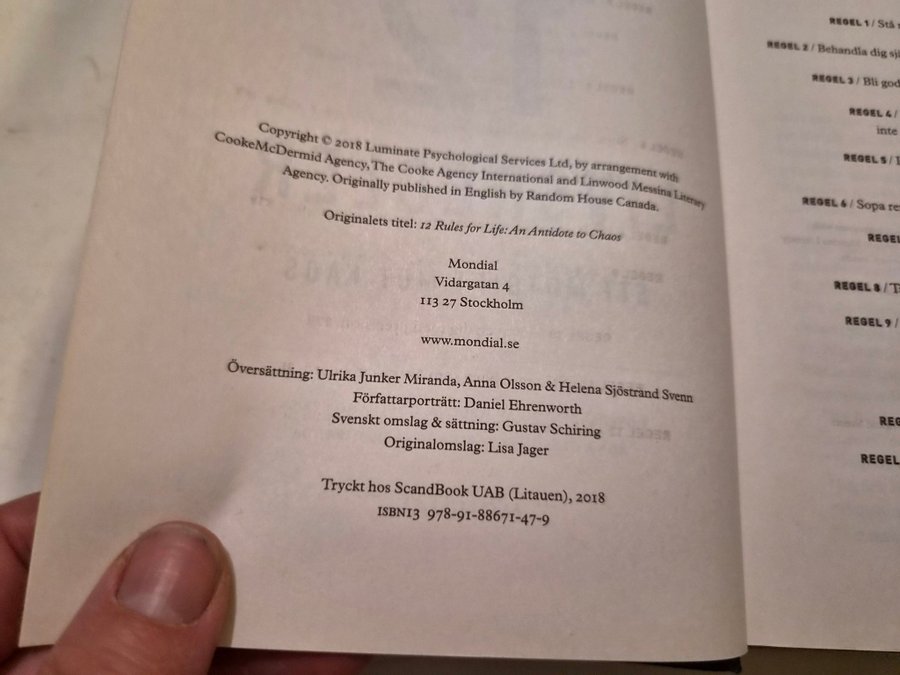 Copyright © 2018 Luminate Psychological Services Ltd, by arrangement with
CookeMcDermid Agency, The Cooke Agency International and Linwood Messina Literary
Agency. Originally published in English by Random House Canada.
Originalets titel: 12 Rules for Life: An Antidote to Chaos
Mondial
Vidargatan 4
113 27 Stockholm
www.mondial.se
Översättning: Ulrika Junker Miranda, Anna Olsson & Helena Sjöstrand Svenn
Författarporträtt: Daniel Ehrenworth
Svenskt omslag & sättning: Gustav Schiring
Originalomslag: Lisa Jager
Tryckt hos ScandBook UAB (Litauen), 2018
ISBN13 978-91-88671-47-9
REGEL 1 / Stå
REGEL 2 / Behandla dig
REGEL 3 / Bli
REGEL 4 /
inte
REGEL 5 /
REGEL 6 / Sopa
REGEL
REGEL 8 /
REGEL 9 /
REGEL